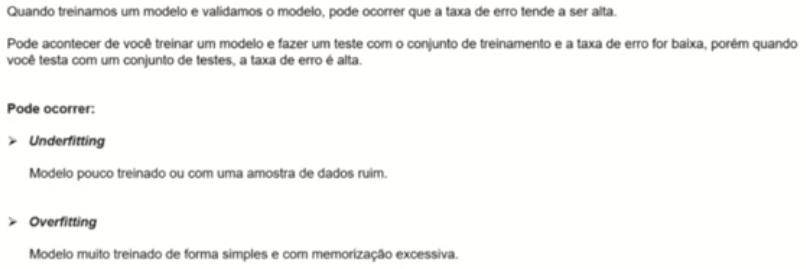 Quando treinamos um modelo e validamos o modelo, pode ocorrer que a taxa de erro tende a ser alta.
Pode acontecer de você treinar um modelo e fazer um teste com o conjunto de treinamento e a taxa de erro for baixa, porém quando
você testa com um conjunto de testes, a taxa de erro é alta.
Pode ocorrer:
➢ Underfitting
Modelo pouco treinado ou com uma amostra de dados ruim.
➢ Overfitting
Modelo muito treinado de forma simples e com memorização excessiva.